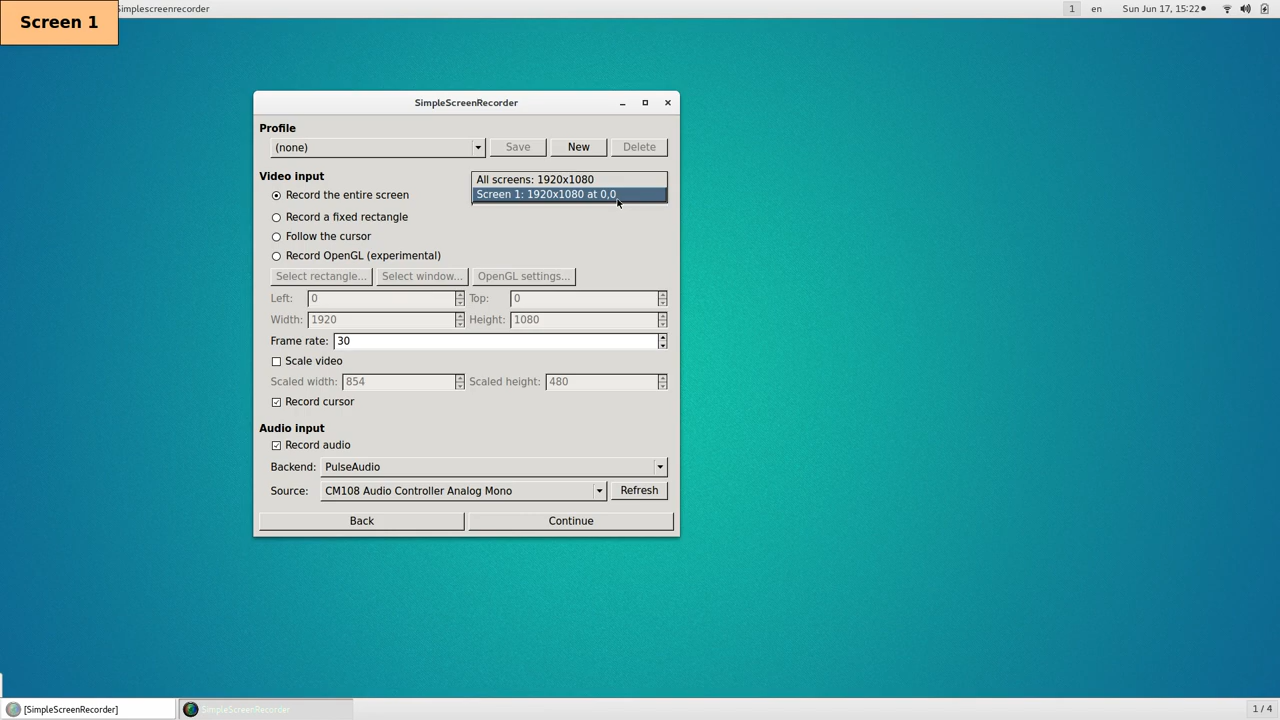 Screen 1
Simplescreenrecorder
1
en
Sun Jun 17, 15:22
SimpleScreenRecorder
Profile
(none)
Save
New
Delete
Video input
All screens: 1920x1080
Record the entire screen
Screen 1: 1920x1080 at 0,0
Record a fixed rectangle
Follow the cursor
Record OpenGL (experimental)
Select rectangle...
Select window...
OpenGL settings...
Left: 0
Top: 0
Width: 1920
Height: 1080
Frame rate: 30
Scale video
Scaled width: 854
Scaled height: 480
Record cursor
Audio input
Record audio
Backend: PulseAudio
Source: CM108 Audio Controller Analog Mono
Refresh
Back
Continue
[SimpleScreenRecorder]
SimpleScreenRecorder
1 / 4